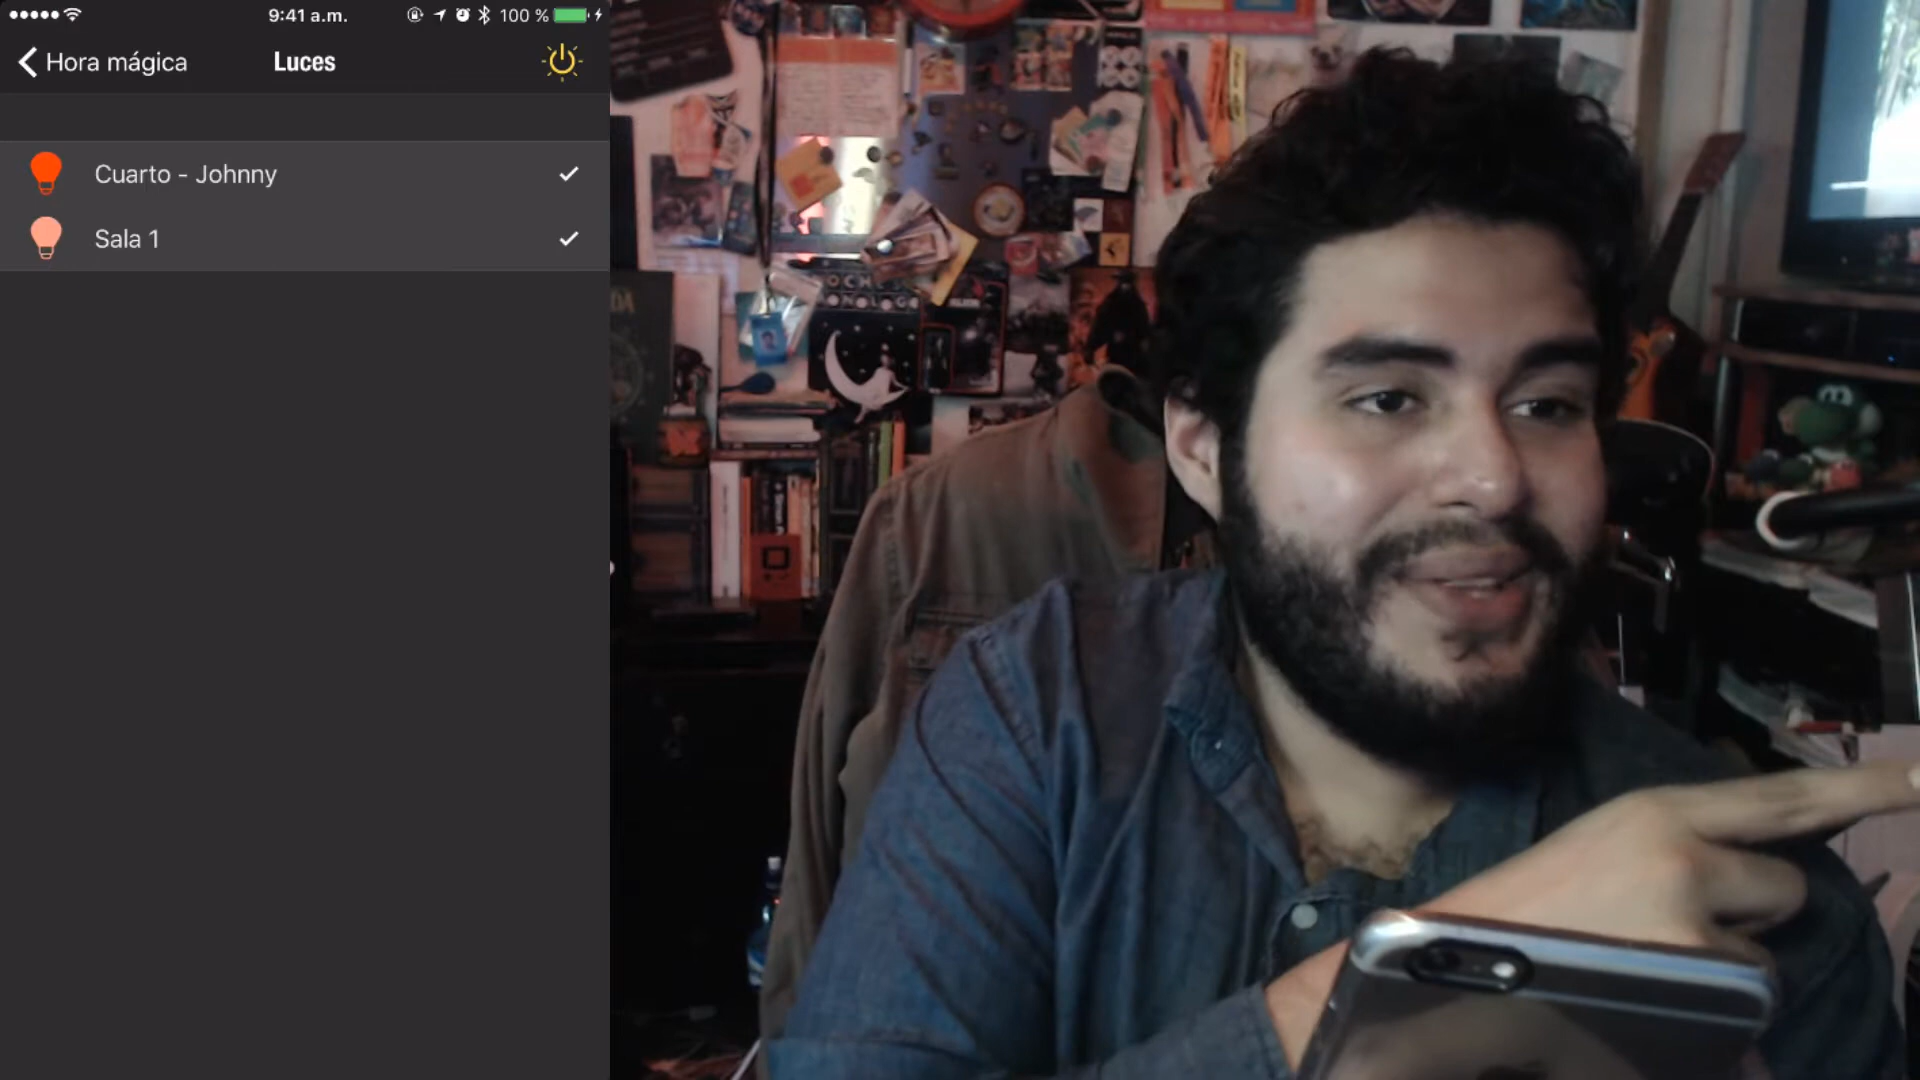 9:41 a.m.
100 %
Hora mágica
Luces
Cuarto - Johnny
Sala 1